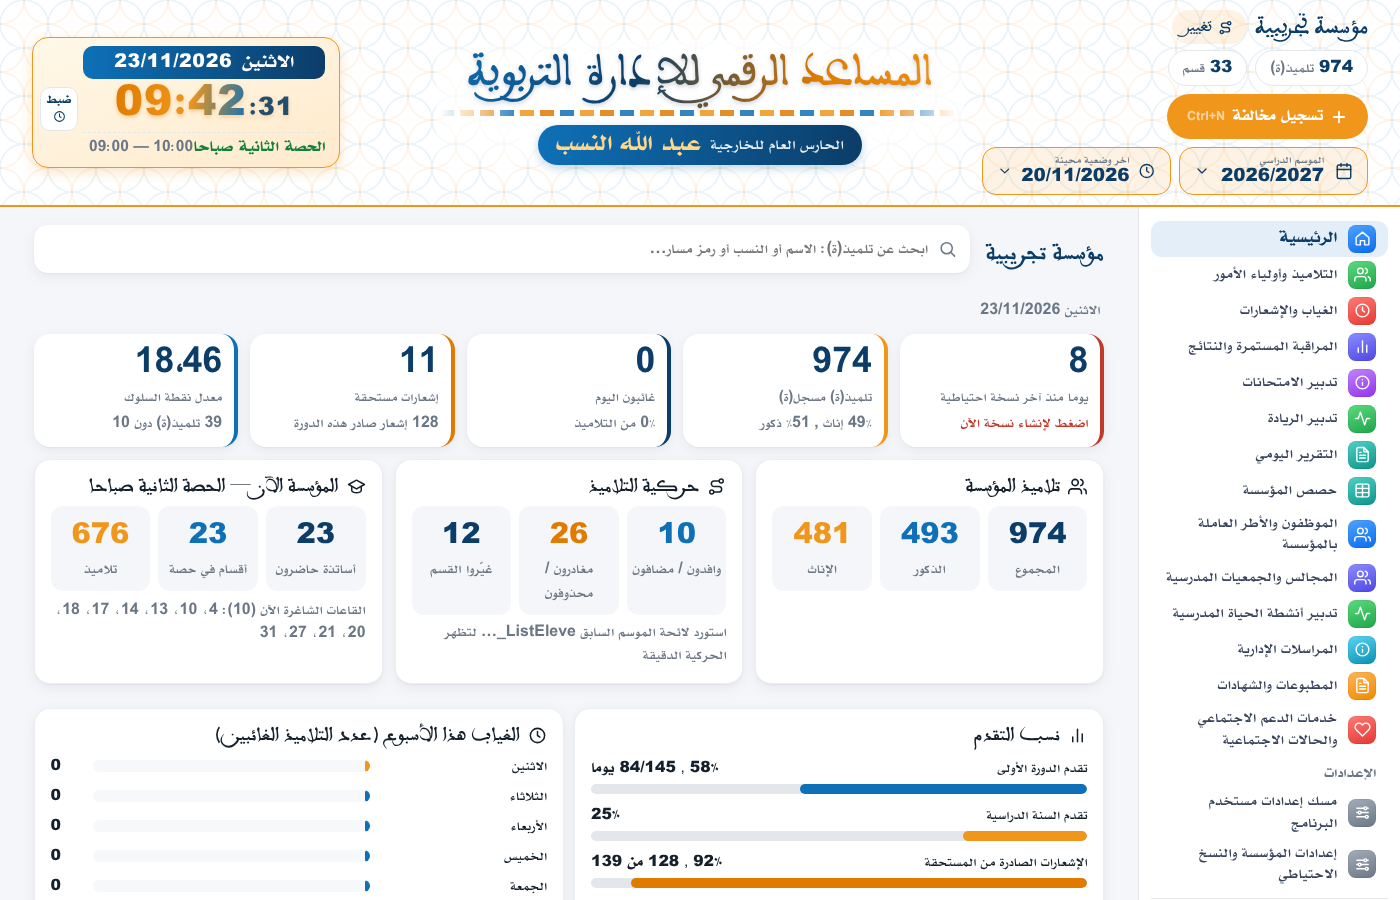 مؤسسة تجريبية
تغيير
974 تلميذ(ة)
33 قسم
تسجيل مخالفة Ctrl+N
الموسم الدراسي
2026/2027
آخر وضعية محينة
20/11/2026
المساعد الرقمي للإدارة التربوية
الحارس العام للخارجية عبد الله النسب
الاثنين 23/11/2026
09:42:31
ضبط
الحصة الثانية صباحا
09:00 — 10:00
الرئيسية
التلاميذ وأولياء الأمور
الغياب والإشعارات
المراقبة المستمرة والنتائج
تدبير الامتحانات
تدبير الريادة
التقرير اليومي
حصص المؤسسة
الموظفون والأطر العاملة
بالمؤسسة
المجالس والجمعيات المدرسية
تدبير أنشطة الحياة المدرسية
المراسلات الإدارية
المطبوعات والشهادات
خدمات الدعم الاجتماعي
والحالات الاجتماعية
الإعدادات
مسك إعدادات مستخدم
البرنامج
إعدادات المؤسسة والنسخ
الاحتياطي
مؤسسة تجريبية
ابحث عن تلميذ(ة): الاسم أو النسب أو رمز مسار...
الاثنين 23/11/2026
8
يوما منذ آخر نسخة احتياطية
اضغط لإنشاء نسخة الآن
974
تلميذ(ة) مسجل(ة)
49٪ إناث , 51٪ ذكور
0
غائبون اليوم
0٪ من التلاميذ
11
إشعارات مستحقة
128 إشعار صادر هذه الدورة
18.46
معدل نقطة السلوك
39 تلميذ(ة) دون 10
تلاميذ المؤسسة
974
المجموع
493
الذكور
481
الإناث
حركية التلاميذ
10
وافدون / مضافون
26
مغادرون /
محذوفون
12
غيّروا القسم
استورد لائحة الموسم السابق ListEleve_... لتظهر
الحركية الدقيقة
المؤسسة الآن — الحصة الثانية صباحا
23
أساتذة حاضرون
23
أقسام في حصة
676
تلاميذ
القاعات الشاغرة الآن (10): 4، 10، 13، 14، 17، 18،
20، 21، 27، 31
نسب التقدم
تقدم الدورة الأولى
58٪ , 84/145 يوما
تقدم السنة الدراسية
25٪
الإشعارات الصادرة من المستحقة
92٪ , 128 من 139
الغياب هذا الأسبوع (عدد التلاميذ الغائبين)
الاثنين 0
الثلاثاء 0
الأربعاء 0
الخميس 0
الجمعة 0